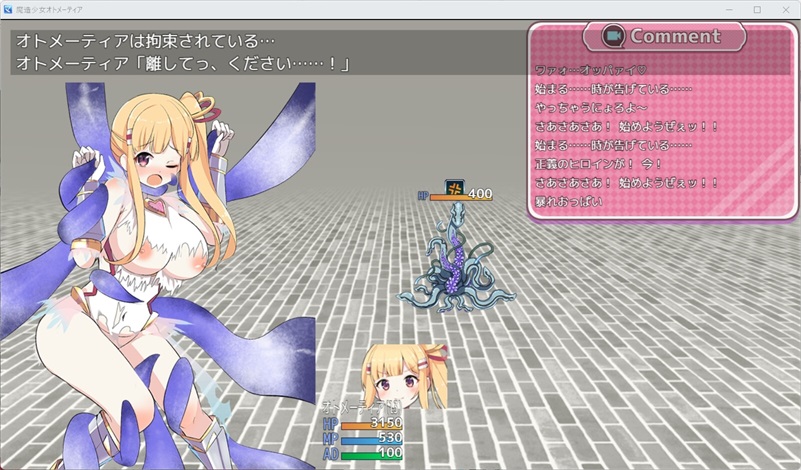 魔造少女オトメーティア
オトメーティアは拘束されている…
オトメーティア「離してっ、ください……！」
Comment
ワァォ…オッパァイ♡
始まる……時が告げている……
やっちゃうにょろよ～
さあさあさあ！ 始めようぜぇッ！！
始まる……時が告げている……
正義のヒロインが！ 今！
さあさあさあ！ 始めようぜぇッ！！
暴れおっぱい
HP 400
HP 3150
MP 530
AD 100